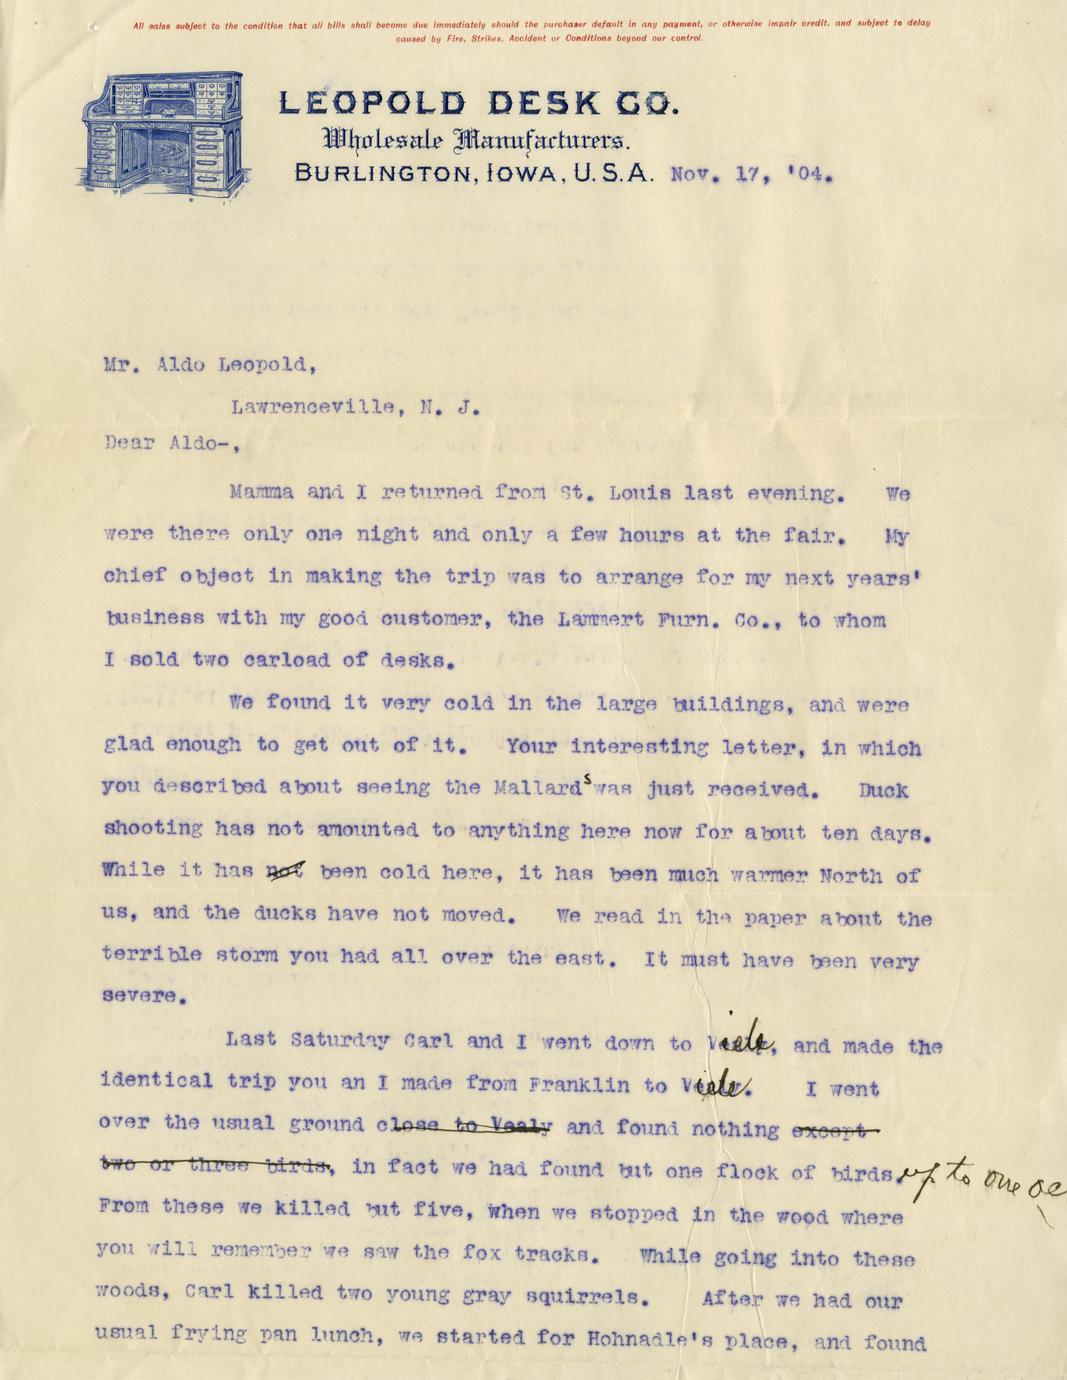 All sales subject to the condition that all bills shall become due immediately should the purchaser default in any payment, or otherwise impair credit. and subject to delay
caused by Fire, Strikes, Accident or Conditions beyond our control.
LEOPOLD DESK CO.
Wholesale Manufacturers.
BURLINGTON, IOWA, U.S.A. Nov. 17, '04.
Mr. Aldo Leopold,
Lawrenceville, N. J.
Dear Aldo-,
Mamma and I returned from St. Louis last evening. We
were there only one night and only a few hours at the fair. My
chief object in making the trip was to arrange for my next years'
business with my good customer, the Lammert Furn. Co., to whom
I sold two carload of desks.
We found it very cold in the large buildings, and were
glad enough to get out of it. Your interesting letter, in which
you described about seeing the Mallards was just received. Duck
shooting has not amounted to anything here now for about ten days.
While it has not been cold here, it has been much warmer North of
us, and the ducks have not moved. We read in the paper about the
terrible storm you had all over the east. It must have been very
severe.
Last Saturday Carl and I went down to Viele, and made the
identical trip you an I made from Franklin to Viele. I went
over the usual ground close to Vealy and found nothing except
two or three birds, in fact we had found but one flock of birds. up to one oc
From these we killed but five, when we stopped in the wood where
you will remember we saw the fox tracks. While going into these
woods, Carl killed two young gray squirrels. After we had our
usual frying pan lunch, we started for Hohnadle's place, and found